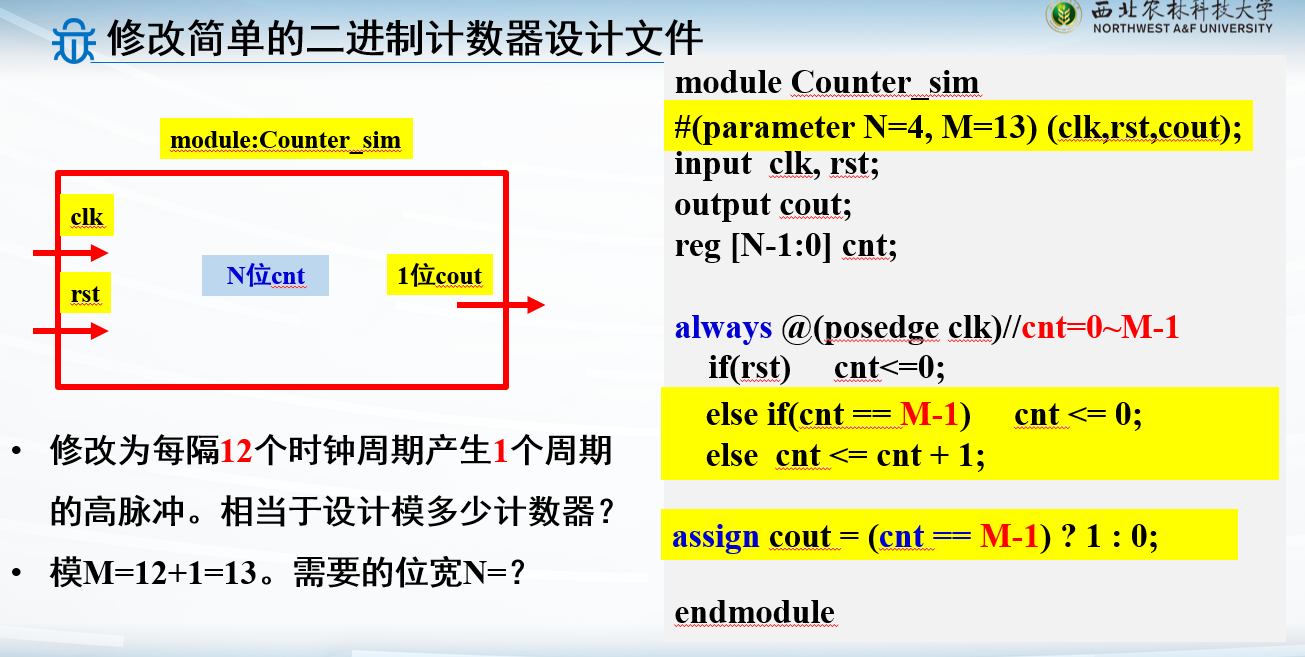 修改简单的二进制计数器设计文件
西北农林科技大学
NORTHWEST A&F UNIVERSITY
module:Counter_sim
clk
rst
N位cnt
1位cout
• 修改为每隔12个时钟周期产生1个周期
的高脉冲。相当于设计模多少计数器？
• 模M=12+1=13。需要的位宽N=？
module Counter_sim
#(parameter N=4, M=13) (clk,rst,cout);
input clk, rst;
output cout;
reg [N-1:0] cnt;
always @(posedge clk)//cnt=0~M-1
if(rst) cnt<=0;
else if(cnt == M-1) cnt <= 0;
else cnt <= cnt + 1;
assign cout = (cnt == M-1) ? 1 : 0;
endmodule